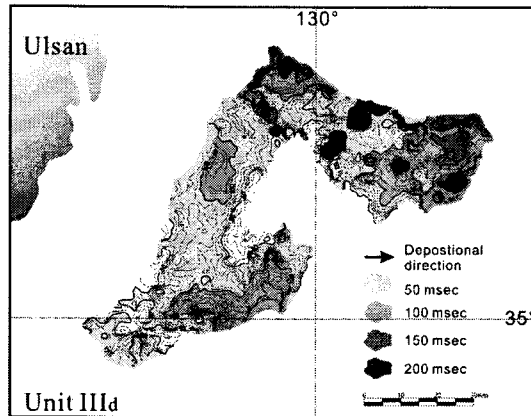 130°
Ulsan
Depostional
direction
50 msec
100 msec
150 msec
35°
200 msec
Unit IIId